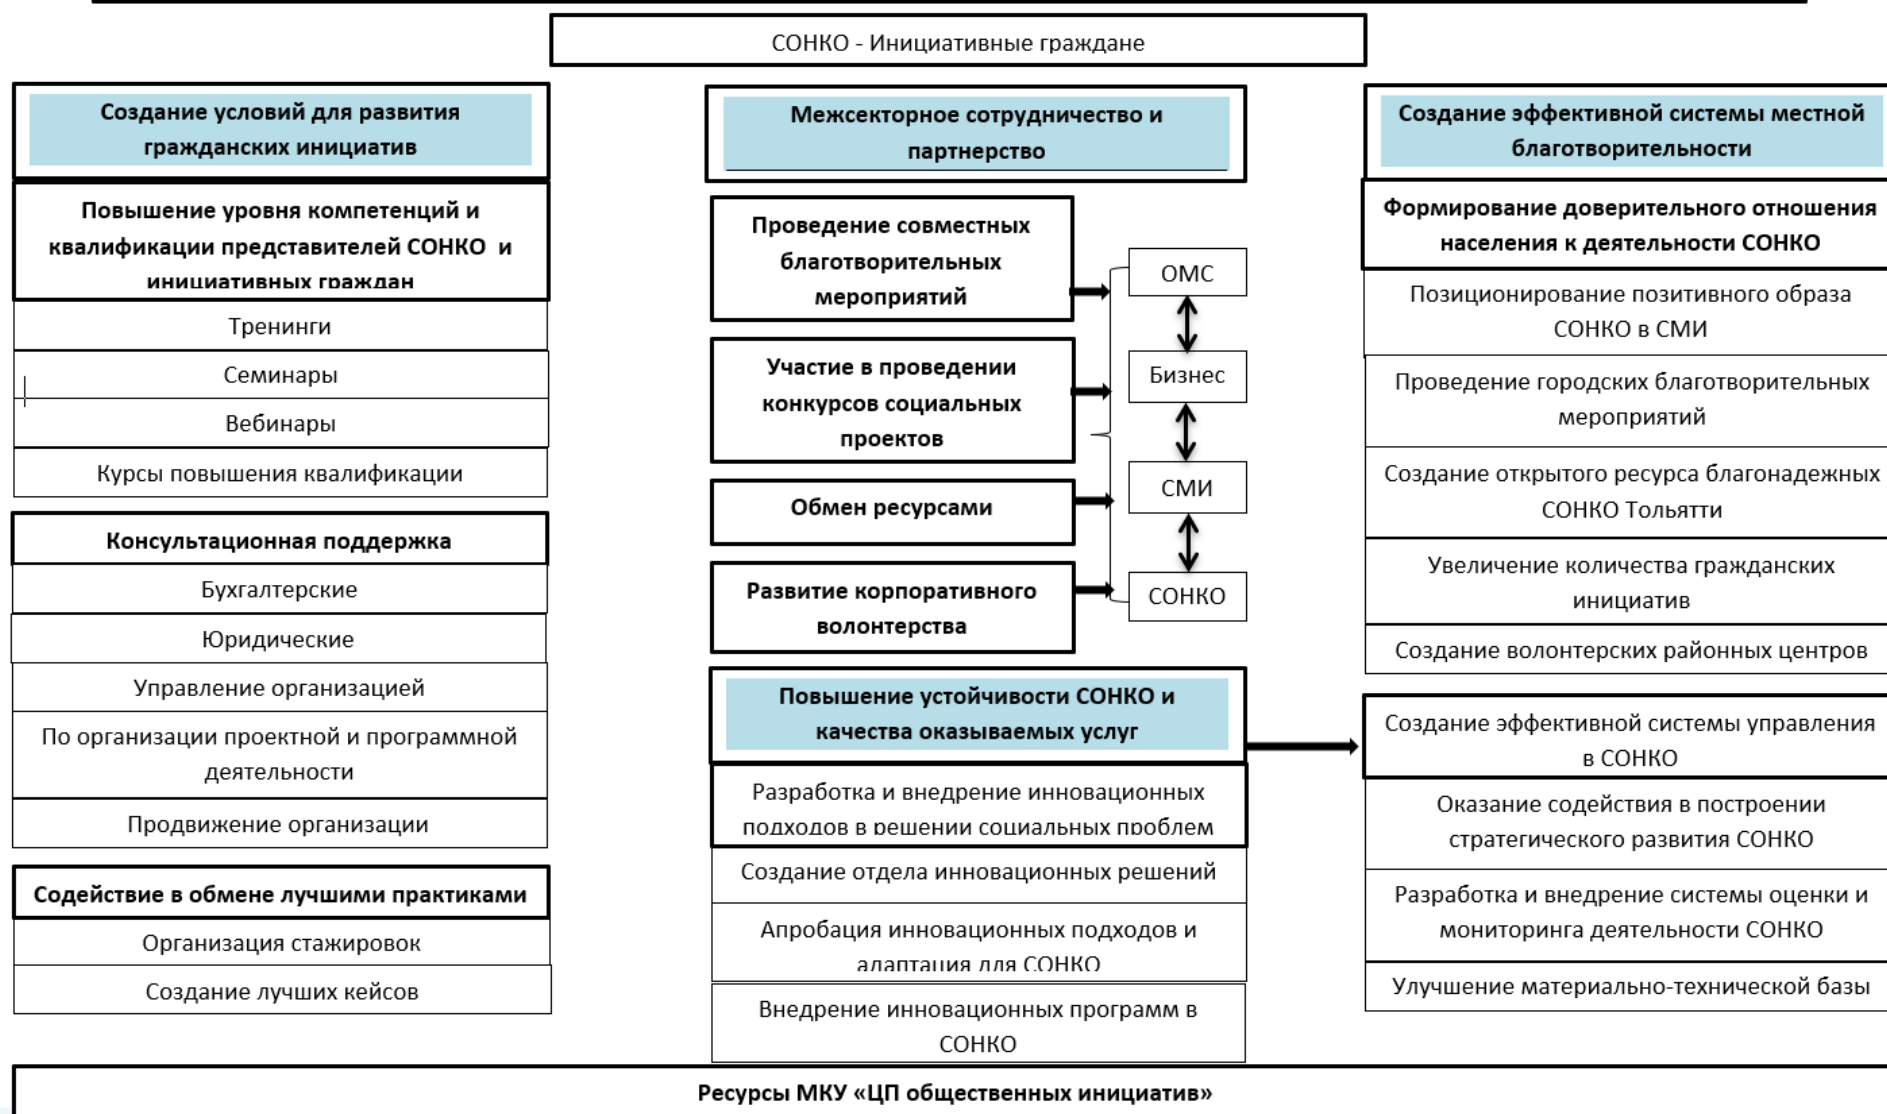 СОНКО - Инициативные граждане
Создание условий для развития
гражданских инициатив
Повышение уровня компетенций и
квалификации представителей СОНКО и
инициативных граждан
Тренинги
Семинары
Вебинары
Курсы повышения квалификации
Консультационная поддержка
Бухгалтерские
Юридические
Управление организацией
По организации проектной и программной
деятельности
Продвижение организации
Содействие в обмене лучшими практиками
Организация стажировок
Создание лучших кейсов
Межсекторное сотрудничество и
партнерство
Проведение совместных
благотворительных
мероприятий
Участие в проведении
конкурсов социальных
проектов
Обмен ресурсами
Развитие корпоративного
волонтерства
ОМС
Бизнес
СМИ
СОНКО
Повышение устойчивости СОНКО и
качества оказываемых услуг
Разработка и внедрение инновационных
подходов в решении социальных проблем
Создание отдела инновационных решений
Апробация инновационных подходов и
адаптация для СОНКО
Внедрение инновационных программ в
СОНКО
Создание эффективной системы местной
благотворительности
Формирование доверительного отношения
населения к деятельности СОНКО
Позиционирование позитивного образа
СОНКО в СМИ
Проведение городских благотворительных
мероприятий
Создание открытого ресурса благонадежных
СОНКО Тольятти
Увеличение количества гражданских
инициатив
Создание волонтерских районных центров
Создание эффективной системы управления
в СОНКО
Оказание содействия в построении
стратегического развития СОНКО
Разработка и внедрение системы оценки и
мониторинга деятельности СОНКО
Улучшение материально-технической базы
Ресурсы МКУ «ЦП общественных инициатив»